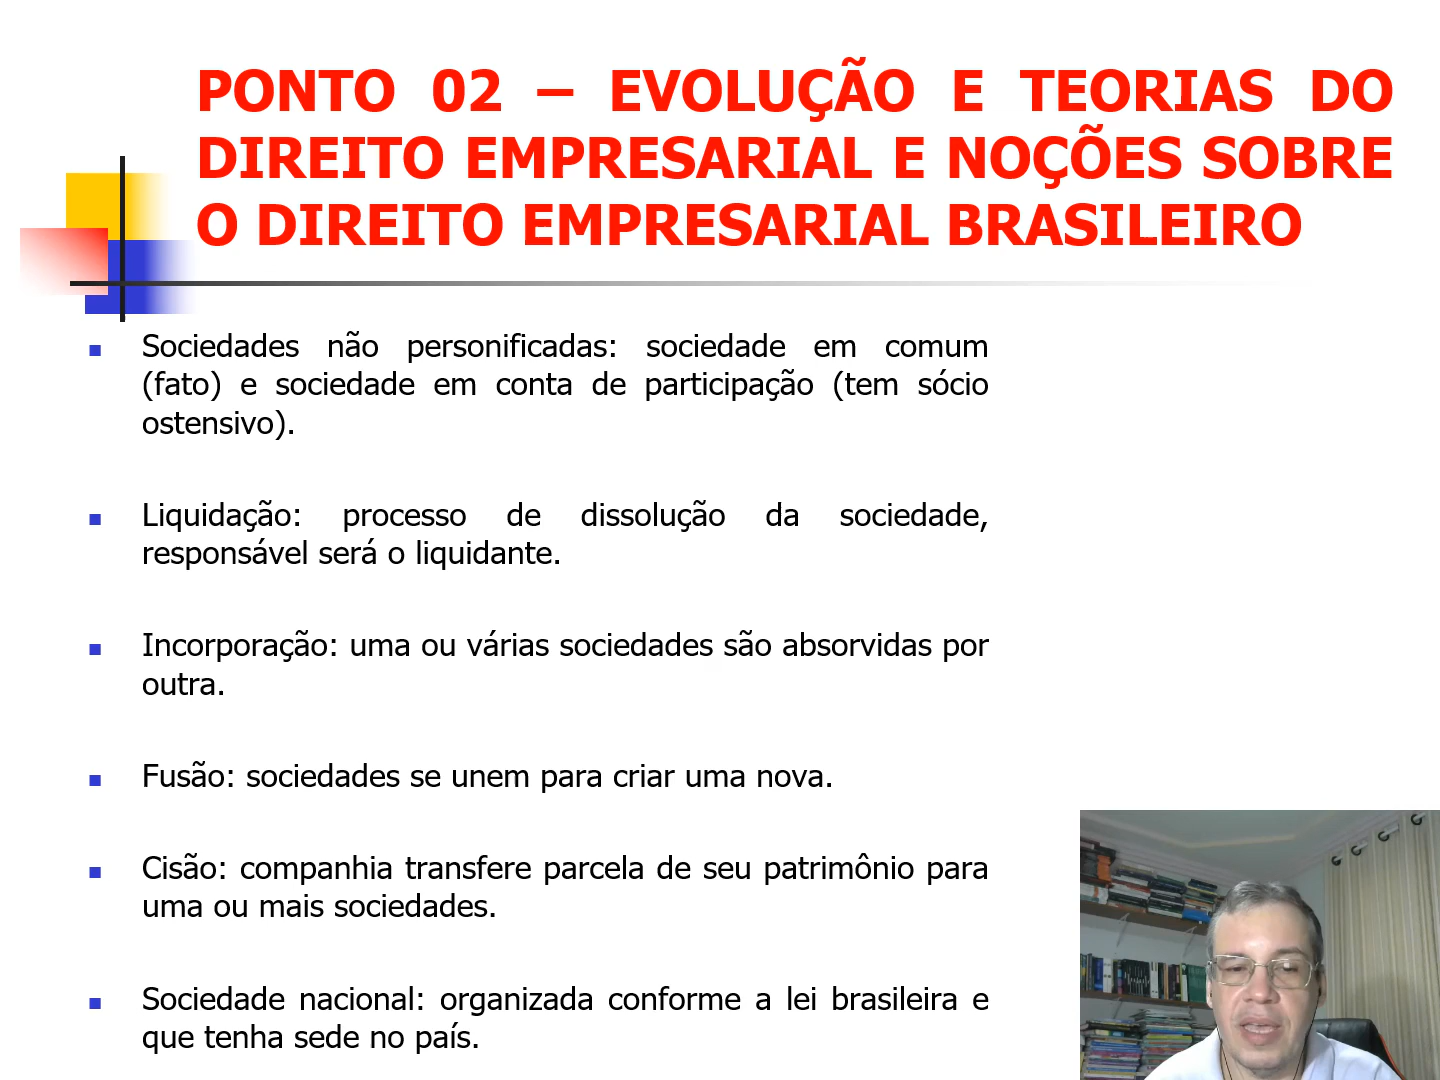 PONTO 02 – EVOLUÇÃO E TEORIAS DO
DIREITO EMPRESARIAL E NOÇÕES SOBRE
O DIREITO EMPRESARIAL BRASILEIRO
Sociedades não personificadas: sociedade em comum
(fato) e sociedade em conta de participação (tem sócio
ostensivo).
Liquidação: processo de dissolução da sociedade,
responsável será o liquidante.
Incorporação: uma ou várias sociedades são absorvidas por
outra.
Fusão: sociedades se unem para criar uma nova.
Cisão: companhia transfere parcela de seu patrimônio para
uma ou mais sociedades.
Sociedade nacional: organizada conforme a lei brasileira e
que tenha sede no país.